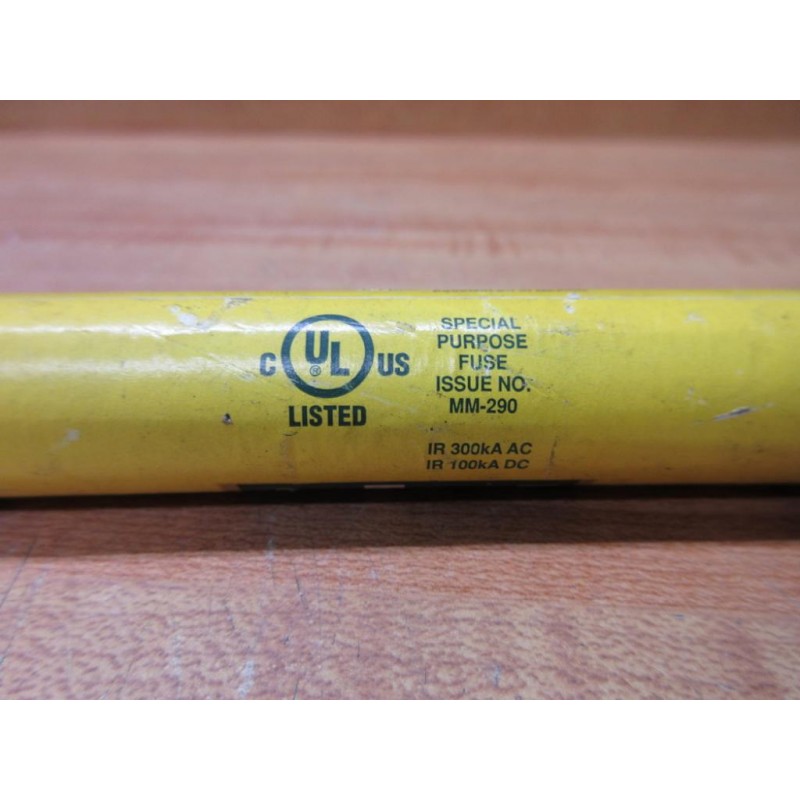 C UL® US
LISTED
SPECIAL
PURPOSE
FUSE
ISSUE NO.
MM-290
IR 300kA AC
IR 100kA DC